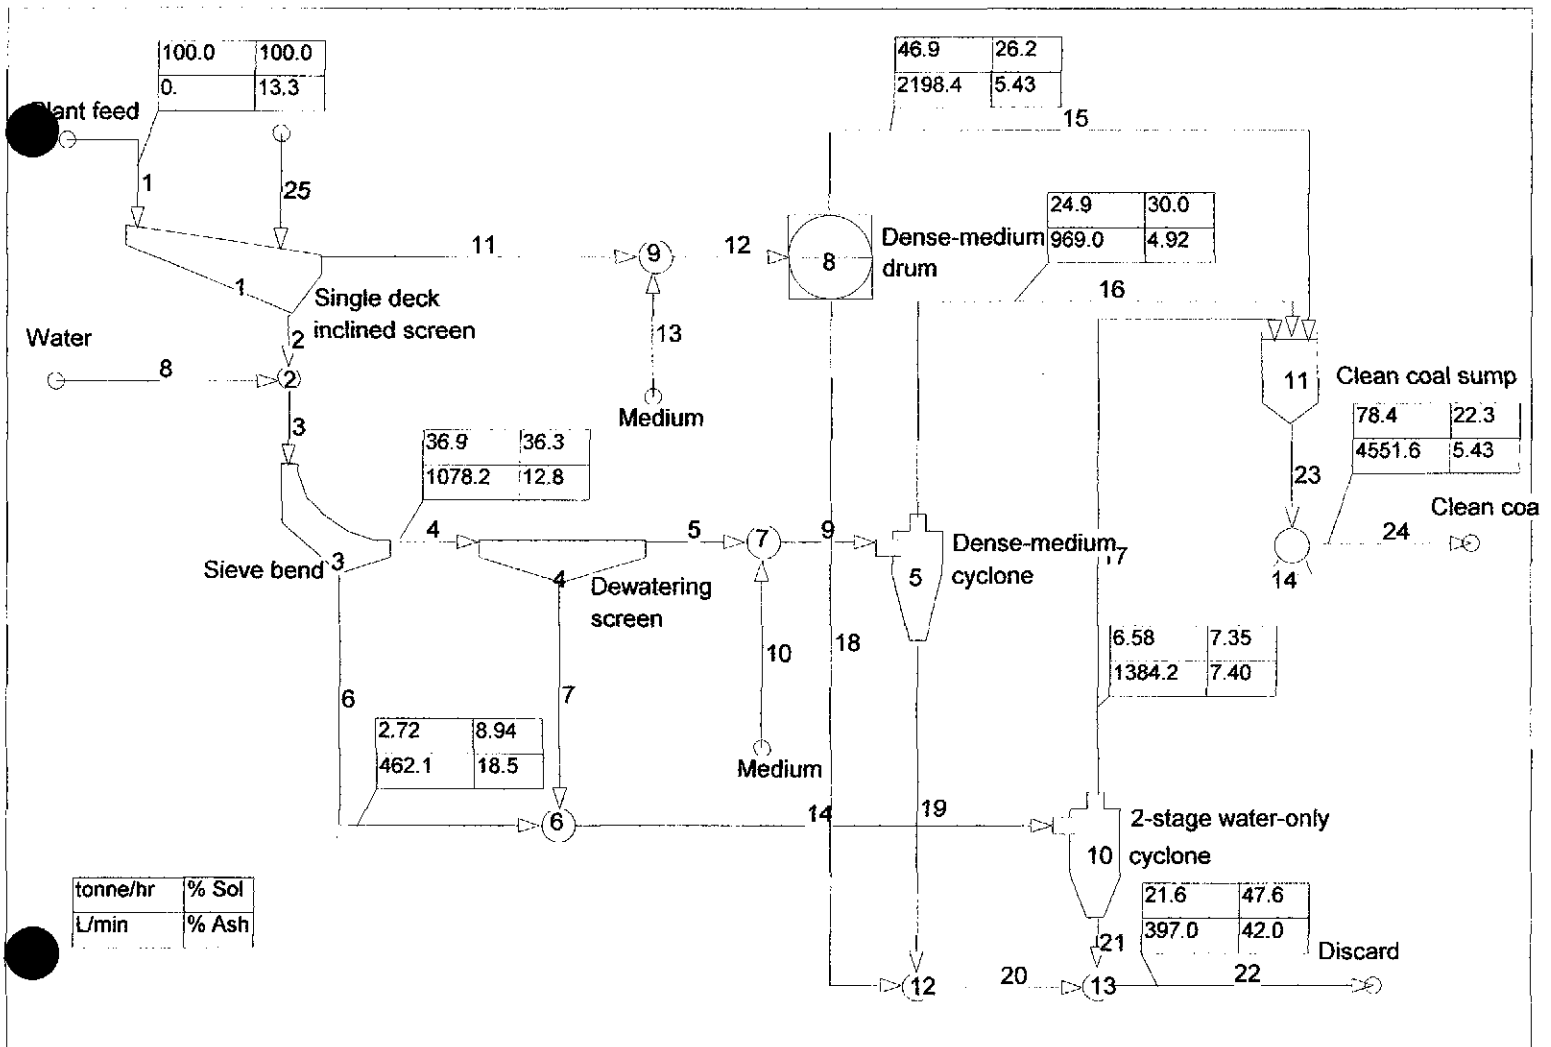 100.0 100.0
0. 13.3
46.9 26.2
2198.4 5.43
Plant feed
15
1
25
24.9 30.0
969.0 4.92
11
9
12
8
Dense-medium
drum
1
16
Single deck
inclined screen
2
Water
13
8
2
11
Clean coal sump
Medium
3
36.9 36.3
1078.2 12.8
78.4 22.3
4551.6 5.43
23
Clean coa
4
5
7
9
Dense-medium
cyclone
17
24
Sieve bend
3
4
Dewatering
screen
5
14
10
18
6.58 7.35
1384.2 7.40
6
7
2.72 8.94
462.1 18.5
Medium
6
14
19
2-stage water-only
cyclone
10
tonne/hr % Sol
L/min % Ash
21.6 47.6
397.0 42.0
21
Discard
12
20
13
22